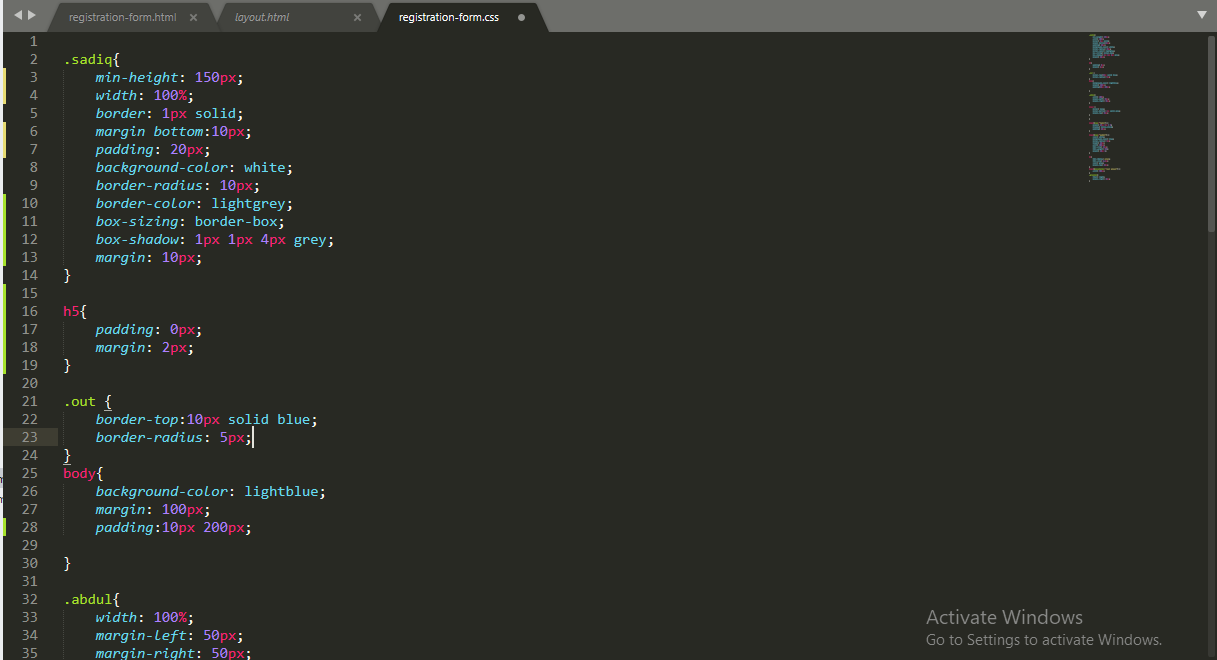 registration-form.html ×
layout.html ×
registration-form.css
1
2 .sadiq{
3 min-height: 150px;
4 width: 100%;
5 border: 1px solid;
6 margin bottom:10px;
7 padding: 20px;
8 background-color: white;
9 border-radius: 10px;
10 border-color: lightgrey;
11 box-sizing: border-box;
12 box-shadow: 1px 1px 4px grey;
13 margin: 10px;
14 }
15
16 h5{
17 padding: 0px;
18 margin: 2px;
19 }
20
21 .out {
22 border-top:10px solid blue;
23 border-radius: 5px;
24 }
25 body{
26 background-color: lightblue;
27 margin: 100px;
28 padding:10px 200px;
29
30 }
31
32 .abdul{
33 width: 100%;
34 margin-left: 50px;
35 margin-right: 50px;
Activate Windows
Go to Settings to activate Windows.